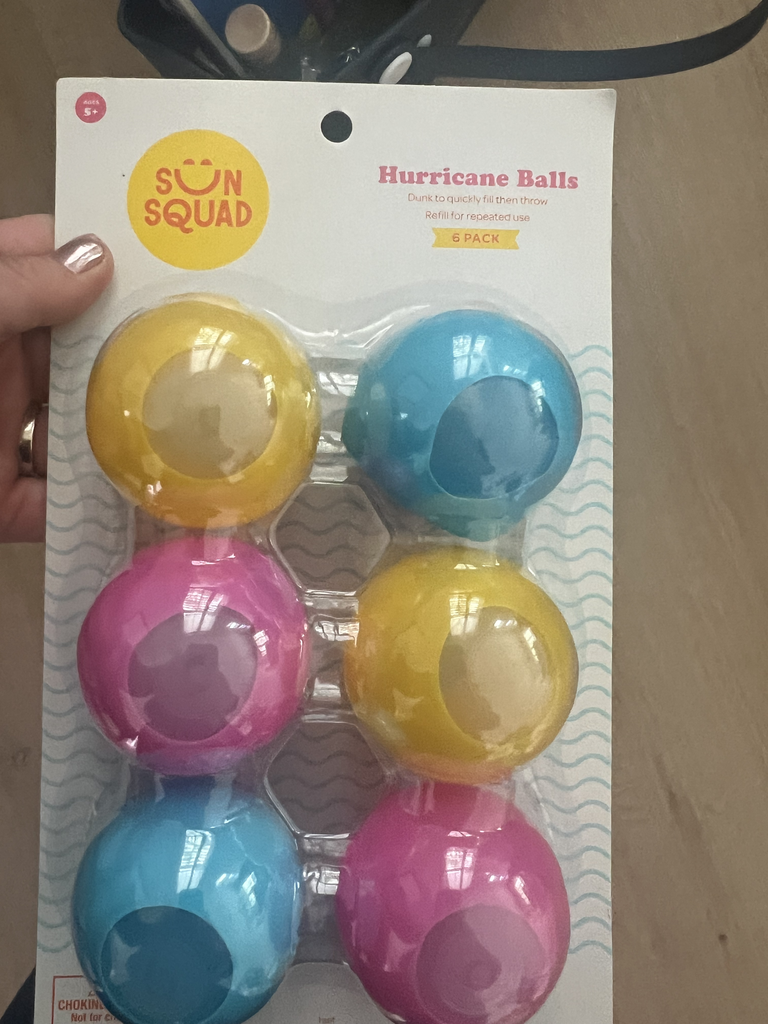 AGES
5+
SUN
SQUAD
Hurricane Balls
Dunk to quickly fill then throw
Refill for repeated use
6 PACK
CHOKIN
Not for